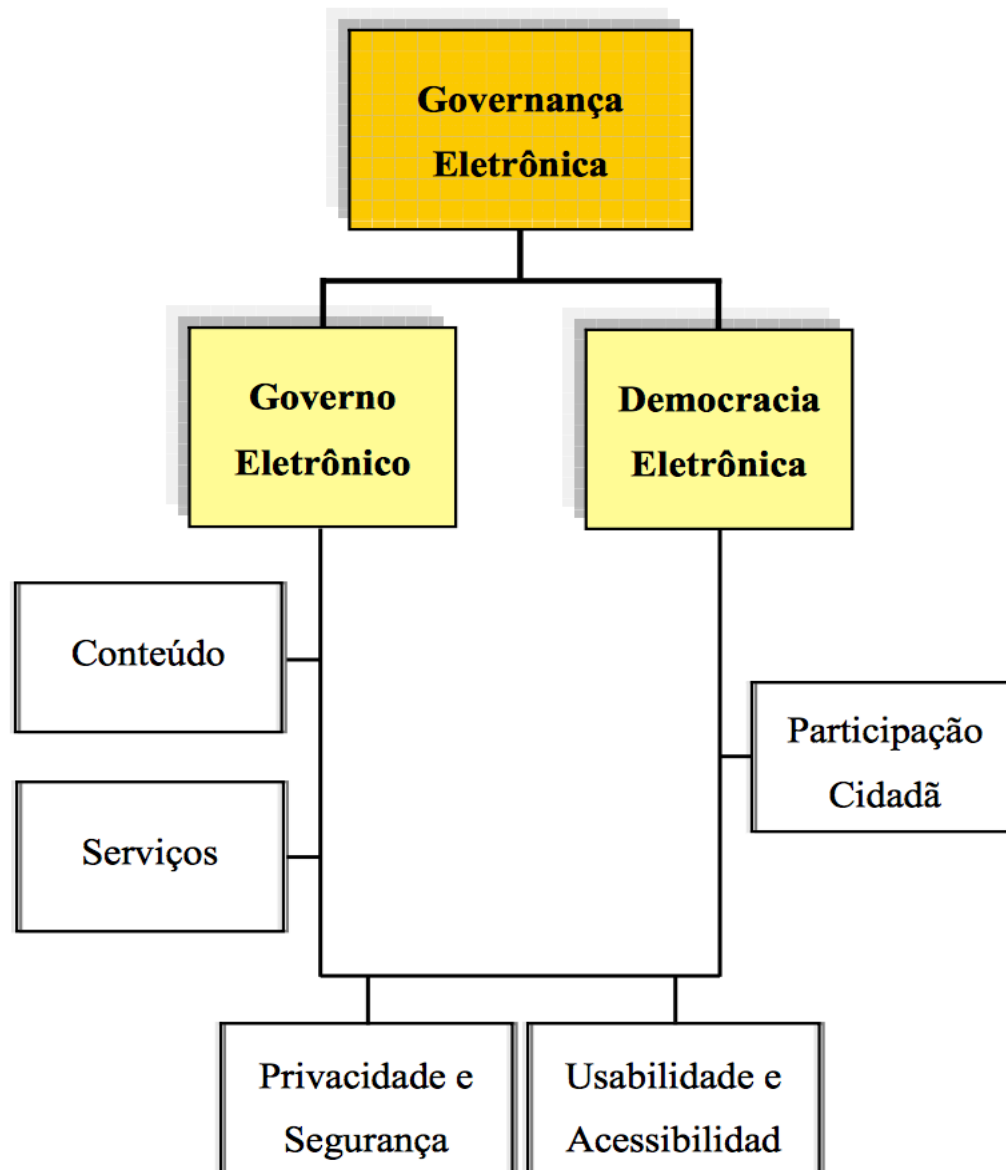 Governança
Eletrônica
Governo
Eletrônico
Democracia
Eletrônica
Conteúdo
Participação
Cidadã
Serviços
Privacidade e
Segurança
Usabilidade e
Acessibilidad